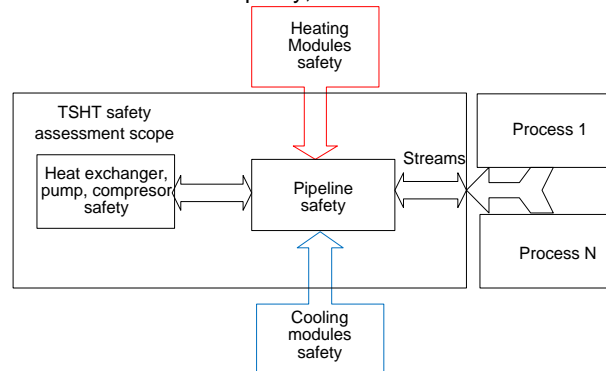 Heating
Modules
safety
TSHT safety
assessment scope
Process 1
Streams
Heat exchanger,
pump, compresor
safety
Pipeline
safety
Process N
Cooling
modules
safety